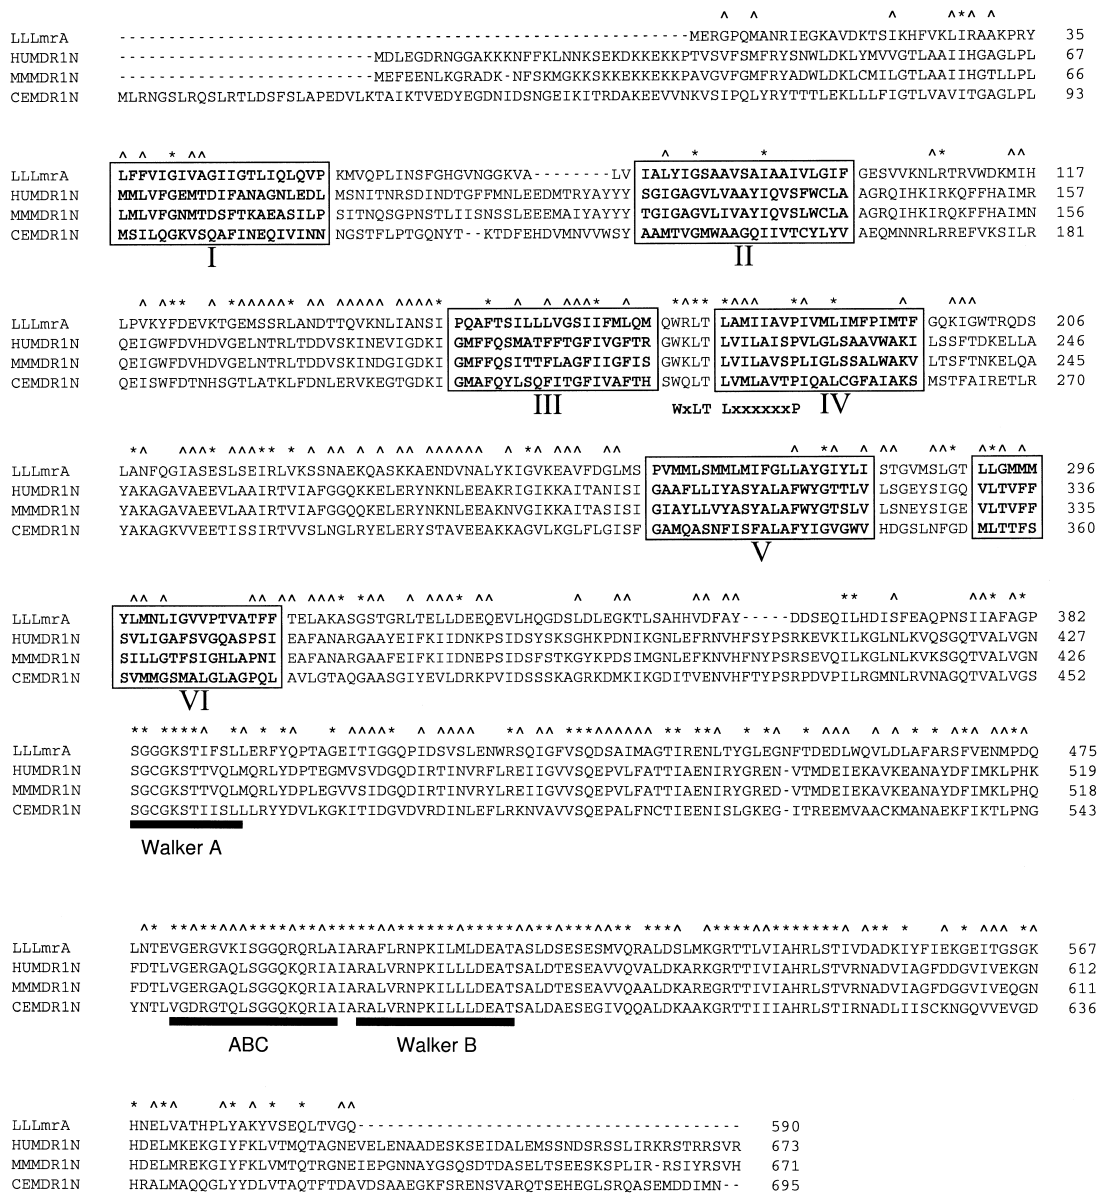 ^ ^ ^ ^*^ ^
LLLmrA ---------------------------------------------------------MERGPQMANRIEGKAVDKTSIKHFVKLIRAAKPRY 35
HUMDR1N --------------------------MDLEGDRNGGAKKKNFFKLNNKSEKDKKEKKPTVSVFSMFRYSNWLDKLYMVVGTLAAIIHGAGLPL 67
MMMDR1N --------------------------MEFEENLKGRADK-NFSKMGKKSKKEKKEKKPAVGVFGMFRYADWLDKLCMILGTLAAIIHGTLLPL 66
CEMDR1N MLRNGSLRQSLRTLDSFSLAPEDVLKTAIKTVEDYEGDNIDSNGEIKITRDAKEEVVNKVSIPQLYRYTTTLEKLLLFIGTLVAVITGAGLPL 93
^ ^ * ^^ ^ * * ^* ^^
LLLmrA LFFVIGIVAGIIGTLIQLQVP KMVQPLINSFGHGVNGGKVA--------LV IALYIGSAAVSAIAAIVLGIF GESVVKNLRTRVWDKMIH 117
HUMDR1N MMLVFGEMTDIFANAGNLEDL MSNITNRSDINDTGFFMNLEEDMTRYAYYY SGIGAGVLVAAYIQVSFWCLA AGRQIHKIRKQFFHAIMR 157
MMMDR1N LMLVFGNMTDSFTKAEASILP SITNQSGPNSTLIISNSSLEEEMAIYAYYY TGIGAGVLIVAYIQVSLWCLA AGRQIHKIRQKFFHAIMN 156
CEMDR1N MSILQGKVSQAFINEQIVINN NGSTFLPTGQNYT--KTDFEHDVMNVVWSY AAMTVGMWAAGQIIVTCYLYV AEQMNNRLRREFVKSILR 181
I II
^ ^** ^ *^^^^^* ^^ ^^^^^ ^^^^* * ^ ^ ^^^* ^ *^** *^^^ *^ * ^ ^^^
LLLmrA LPVKYFDEVKTGEMSSRLANDTTQVKNLIANSI PQAFTSILLLVGSIIFMLQM QWRLT LAMIIAVPIVMLIMFPIMTF GQKIGWTRQDS 206
HUMDR1N QEIGWFDVHDVGELNTRLTDDVSKINEVIGDKI GMFFQSMATFFTGFIVGFTR GWKLT LVILAISPVLGLSAAVWAKI LSSFTDKELLA 246
MMMDR1N QEIGWFDVHDVGELNTRLTDDVSKINDGIGDKI GMFFQSITTFLAGFIIGFIS GWKLT LVILAVSPLIGLSSALWAKV LTSFTNKELQA 245
CEMDR1N QEISWFDTNHSGTLATKLFDNLERVKEGTGDKI GMAFQYLSQFITGFIVAFTH SWQLT LVMLAVTPIQALCGFAIAKS MSTFAIRETLR 270
III WxLT LxxxxxxP IV
*^ ^^^* ^^** * ^ ^^ ^ ^^ ^^^^^^ ^ *^^ ^^^* ^^ ^ *^ * ^^* ^*^ ^
LLLmrA LANFQGIASESLSEIRLVKSSNAEKQASKKAENDVNALYKIGVKEAVFDGLMS PVMMLSMMLMIFGLLAYGIYLI STGVMSLGT LLGMMM 296
HUMDR1N YAKAGAVAEEVLAAIRTVIAFGGQKKELERYNKNLEEAKRIGIKKAITANISI GAAFLLIYASYALAFWYGTTLV LSGEYSIGQ VLTVFF 336
MMMDR1N YAKAGAVAEEVLAAIRTVIAFGGQQKELERYNKNLEEAKNVGIKKAITASISI GIAYLLVYASYALAFWYGTSLV LSNEYSIGE VLTVFF 335
CEMDR1N YAKAGKVVEETISSIRTVVSLNGLRYELERYSTAVEEAKKAGVLKGLFLGISF GAMQASNFISFALAFYIGVGWV HDGSLNFGD MLTTFS 360
V
^^ ^ ^^ ^^^^ * *^^ ^^^* ^^ ^ ^^ ^^ ** ^ ^^* ^*
LLLmrA YLMNLIGVVPTVATFF TELAKASGSTGRLTELLDEEQEVLHQGDSLDLEGKTLSAHHVDFAY-----DDSEQILHDISFEAQPNSIIAFAGP 382
HUMDR1N SVLIGAFSVGQASPSI EAFANARGAAYEIFKIIDNKPSIDSYSKSGHKPDNIKGNLEFRNVHFSYPSRKEVKILKGLNLKVQSGQTVALVGN 427
MMMDR1N SILLGTFSIGHLAPNI EAFANARGAAFEIFKIIDNEPSIDSFSTKGYKPDSIMGNLEFKNVHFNYPSRSEVQILKGLNLKVKSGQTVALVGN 426
CEMDR1N SVMMGSMALGLAGPQL AVLGTAQGAASGIYEVLDRKPVIDSSSKAGRKDMKIKGDITVENVHFTYPSRPDVPILRGMNLRVNAGQTVALVGS 452
VI
** ****^ *^ * *^ ^^^^* ^ ^^^^ *^ ^ *** ^^^^ ^^* ** * ^^ *^ ^ ^^ * ^ ^^ * ^*^
LLLmrA SGGGKSTIFSLLERFYQPTAGEITIGGQPIDSVSLENWRSQIGFVSQDSAIMAGTIRENLTYGLEGNFTDEDLWQVLDLAFARSFVENMPDQ 475
HUMDR1N SGCGKSTTVQLMQRLYDPTEGMVSVDGQDIRTINVRFLREIIGVVSQEPVLFATTIAENIRYGREN-VTMDEIEKAVKEANAYDFIMKLPHK 519
MMMDR1N SGCGKSTTVQLMQRLYDPLEGVVSIDGQDIRTINVRYLREIIGVVSQEPVLFATTIAENIRYGRED-VTMDEIEKAVKEANAYDFIMKLPHQ 518
CEMDR1N SGCGKSTIISLLLRYYDVLKGKITIDGVDVRDINLEFLRKNVAVVSQEPALFNCTIEENISLGKEG-ITREEMVAACKMANAEKFIKTLPNG 543
Walker A
^* **^**^^^**^****^************^**^********^** *^*^*^^ ***^ ^^^******^********** ^ ^ ^^^ ^
LLLmrA LNTEVGERGVKISGGQRQRLAIARAFLRNPKILMLDEATASLDSESESMVQRALDSLMKGRTTLVIAHRLSTIVDADKIYFIEKGEITGSGK 567
HUMDR1N FDTLVGERGAQLSGGQKQRIAIARALVRNPKILLLDEATSALDTESEAVVQVALDKARKGRTTIVIAHRLSTVRNADVIAGFDDGVIVEKGN 612
MMMDR1N FDTLVGERGAQLSGGQKQRIAIARALVRNPKILLLDEATSALDTESEAVVQAALDKAREGRTTIVIAHRLSTVRNADVIAGFDGGVIVEQGN 611
CEMDR1N YNTLVGDRGTQLSGGQKQRIAIARALVRNPKILLLDEATSALDAESEGIVQQALDKAAKGRTTIIIAHRLSTIRNADLIISCKNGQVVEVGD 636
ABC Walker B
* ^*^ ^* ^ * * ^^
LLLmrA HNELVATHPLYAKYVSEQLTVGQ-------------------------------------- 590
HUMDR1N HDELMKEKGIYFKLVTMQTAGNEVELENAADESKSEIDALEMSSNDSRSSLIRKRSTRRSVR 673
MMMDR1N HDELMREKGIYFKLVMTQTRGNEIEPGNNAYGSQSDTDASELTSEESKSPLIR-RSIYRSVH 671
CEMDR1N HRALMAQQGLYYDLVTAQTFTDAVDSAAEGKFSRENSVARQTSEHEGLSRQASEMDDIMN-- 695